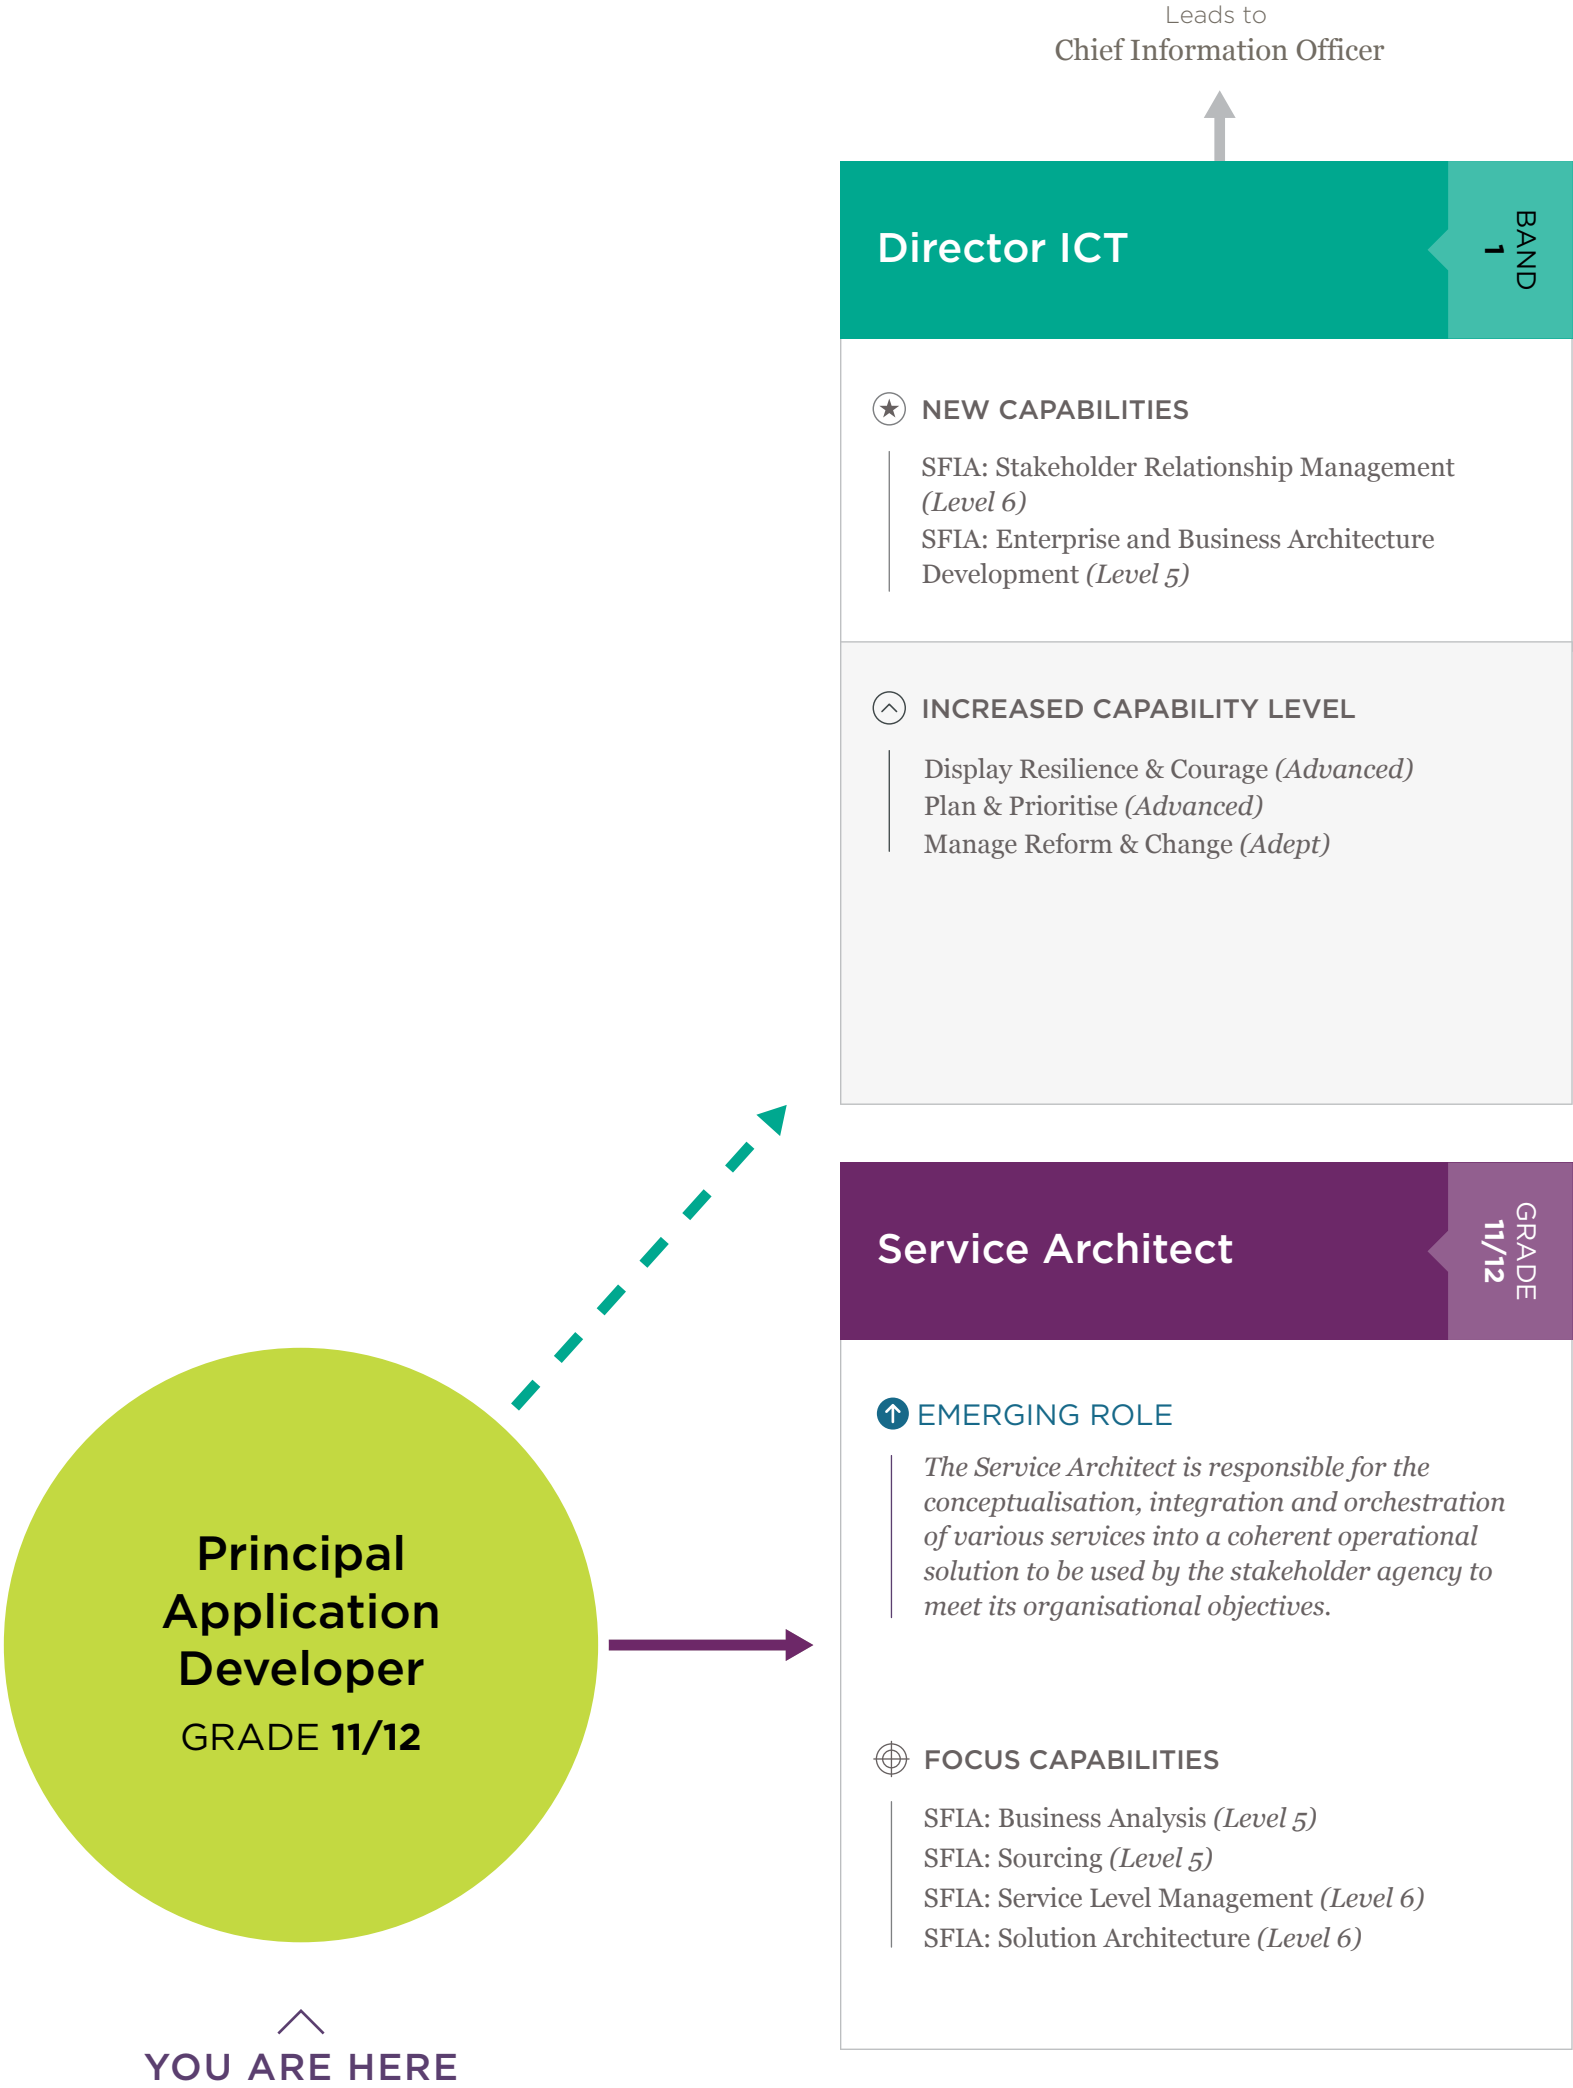 Leads to
Chief Information Officer
Director ICT
BAND
1
NEW CAPABILITIES
SFIA: Stakeholder Relationship Management
(Level 6)
SFIA: Enterprise and Business Architecture
Development (Level 5)
INCREASED CAPABILITY LEVEL
Display Resilience & Courage (Advanced)
Plan & Prioritise (Advanced)
Manage Reform & Change (Adept)
Service Architect
GRADE
11/12
EMERGING ROLE
The Service Architect is responsible for the
conceptualisation, integration and orchestration
of various services into a coherent operational
solution to be used by the stakeholder agency to
meet its organisational objectives.
FOCUS CAPABILITIES
SFIA: Business Analysis (Level 5)
SFIA: Sourcing (Level 5)
SFIA: Service Level Management (Level 6)
SFIA: Solution Architecture (Level 6)
Principal
Application
Developer
GRADE 11/12
YOU ARE HERE